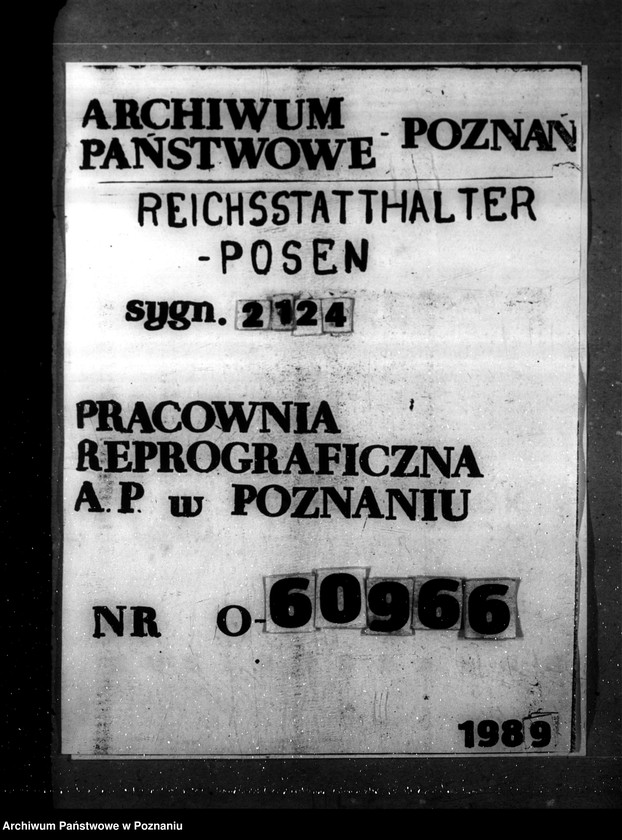 ARCHIWUM
PAŃSTWOWE - POZNAŃ
REICHSSTATTHALTER
-POSEN
sygn. 2124
PRACOWNIA
REPROGRAFICZNA
A.P. w POZNANIU
NR O-60966
1989
Archiwum Państwowe w Poznaniu